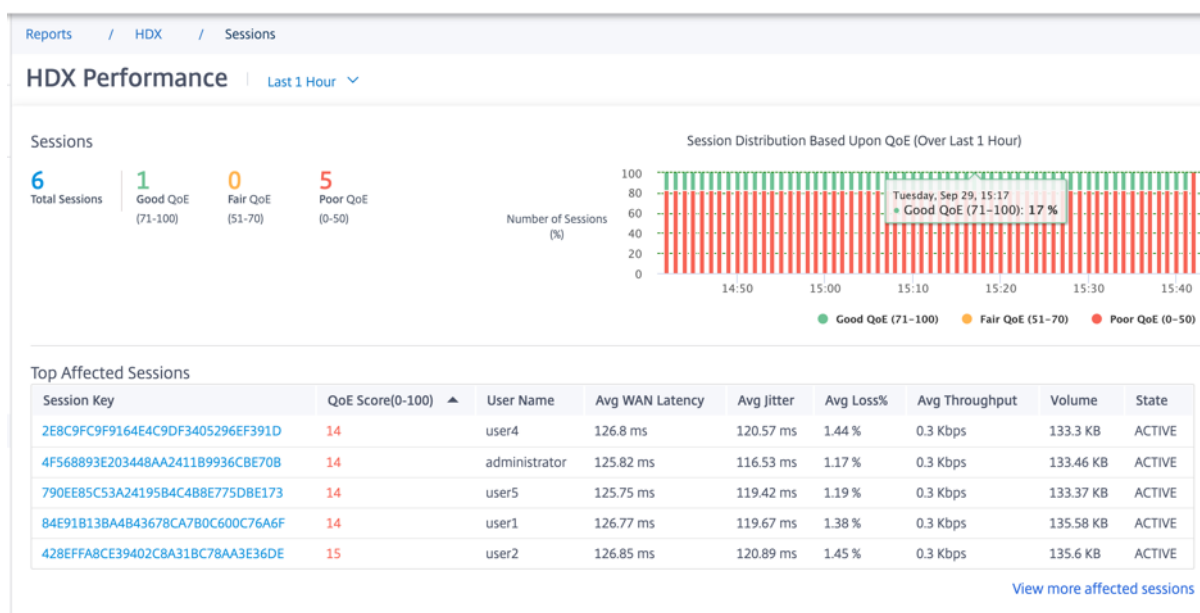 Reports / HDX / Sessions
HDX Performance Last 1 Hour
Sessions
6
Total Sessions
1
Good QoE
(71-100)
0
Fair QoE
(51-70)
5
Poor QoE
(0-50)
Session Distribution Based Upon QoE (Over Last 1 Hour)
Number of Sessions
(%)
100
80
60
40
20
0
Tuesday, Sep 29, 15:17
Good QoE (71-100): 17 %
14:50 15:00 15:10 15:20 15:30 15:40
Good QoE (71-100) Fair QoE (51-70) Poor QoE (0-50)
Top Affected Sessions
Session Key QoE Score(0-100) User Name Avg WAN Latency Avg Jitter Avg Loss% Avg Throughput Volume State
2E8C9FC9F9164E4C9DF3405296EF391D 14 user4 126.8 ms 120.57 ms 1.44 % 0.3 Kbps 133.3 KB ACTIVE
4F568893E203448AA2411B9936CBE70B 14 administrator 125.82 ms 116.53 ms 1.17 % 0.3 Kbps 133.46 KB ACTIVE
790EE85C53A24195B4C4B8E775DBE173 14 user5 125.75 ms 119.42 ms 1.19 % 0.3 Kbps 133.37 KB ACTIVE
84E91B13BA4B43678CA7B0C600C76A6F 14 user1 126.77 ms 119.67 ms 1.38 % 0.3 Kbps 135.58 KB ACTIVE
428EFFA8CE39402C8A31BC78AA3E36DE 15 user2 126.85 ms 120.89 ms 1.45 % 0.3 Kbps 135.6 KB ACTIVE
View more affected sessions